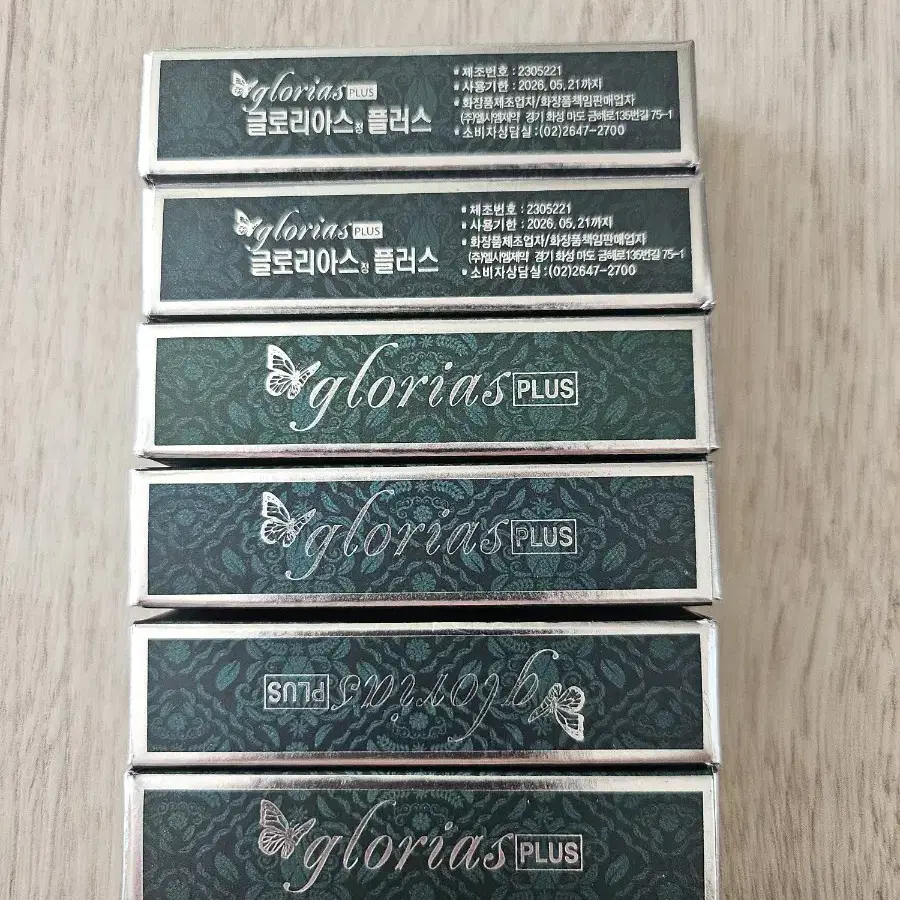 glorias PLUS
글로리아스정 플러스
▪ 제조번호 : 2305221
▪ 사용기한 : 2026. 05. 21까지
▪ 화장품제조업자/화장품책임판매업자
(주)엘시엠제약 경기 화성 마도 금해로135번길 75-1
▪ 소비자상담실 : (02)2647-2700
glorias PLUS
글로리아스정 플러스
▪ 제조번호 : 2305221
▪ 사용기한 : 2026. 05. 21까지
▪ 화장품제조업자/화장품책임판매업자
(주)엘시엠제약 경기 화성 마도 금해로135번길 75-1
▪ 소비자상담실 : (02)2647-2700
glorias PLUS
glorias PLUS
glorias PLUS
glorias PLUS